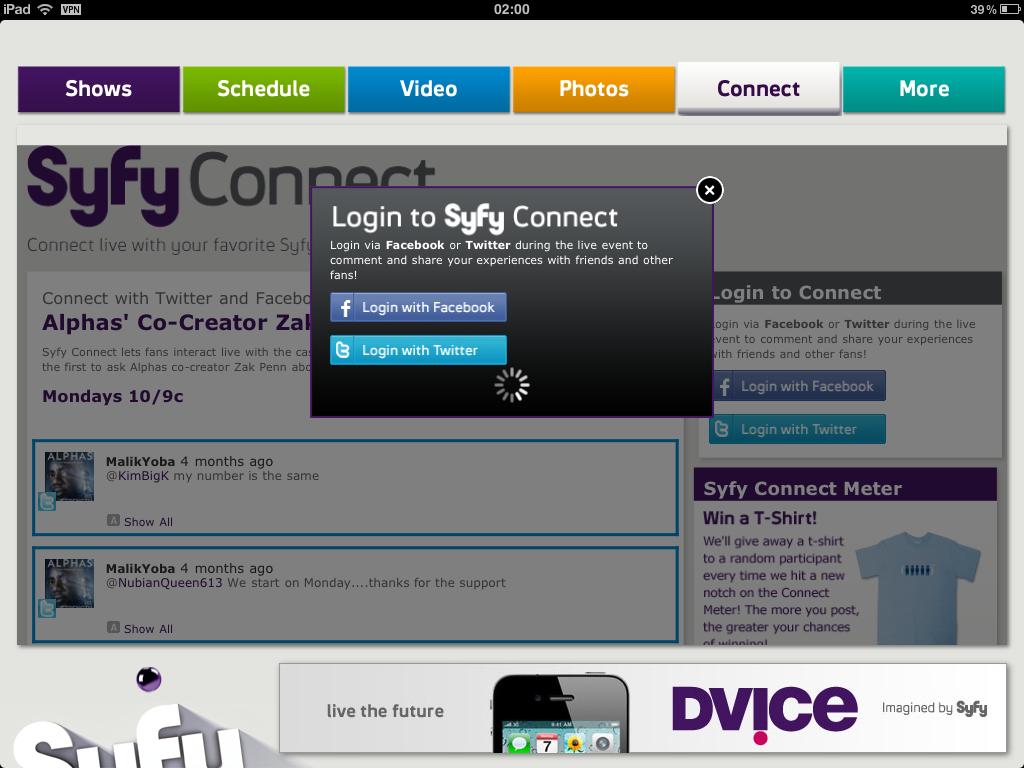 iPad VPN 02:00 39%
Shows Schedule Video Photos Connect More
Syfy Connect
Connect live with your favorite Syfy
Connect with Twitter and Facebo
Alphas' Co-Creator Zak
Syfy Connect lets fans interact live with the cas
the first to ask Alphas co-creator Zak Penn abo
Mondays 10/9c
Login to Syfy Connect
Login via Facebook or Twitter during the live event to
comment and share your experiences with friends and other
fans!
Login with Facebook
Login with Twitter
Login to Connect
Login via Facebook or Twitter during the live
event to comment and share your experiences
with friends and other fans!
Login with Facebook
Login with Twitter
ALPHAS
MalikYoba 4 months ago
@KimBigK my number is the same
A Show All
ALPHAS
MalikYoba 4 months ago
@NubianQueen613 We start on Monday....thanks for the support
A Show All
Syfy Connect Meter
Win a T-Shirt!
We'll give away a t-shirt
to a random participant
every time we hit a new
notch on the Connect
Meter! The more you post,
the greater your chances
of winning!
Syfy
live the future
9:41 AM
7
DVICE
Imagined by Syfy